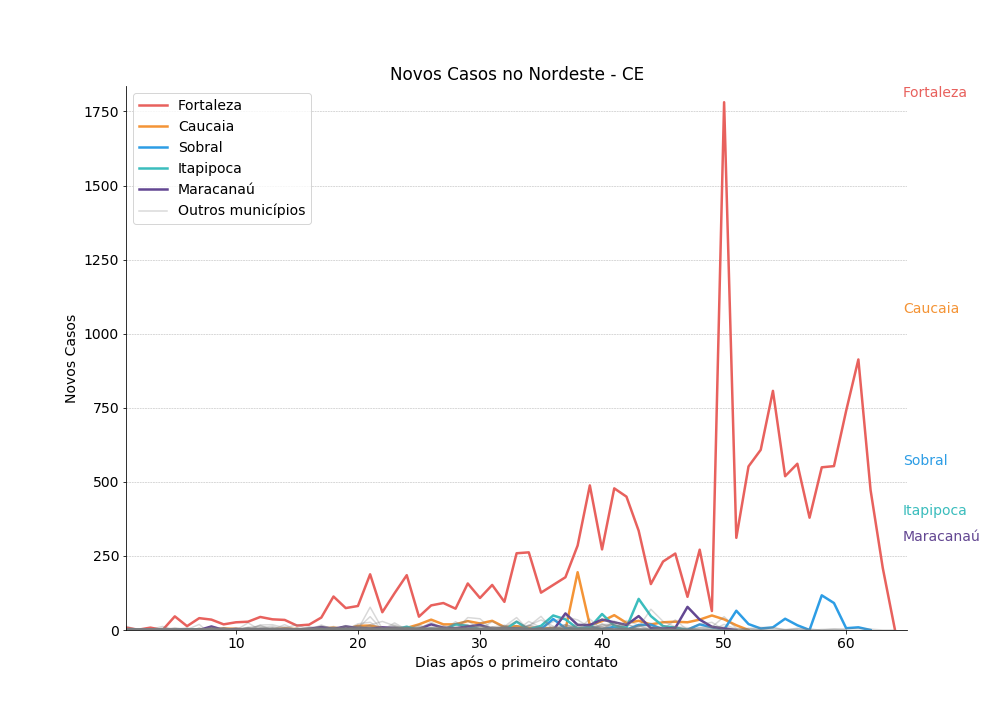 Novos Casos no Nordeste - CE
Fortaleza
Caucaia
Sobral
Itapipoca
Maracanaú
Outros municípios
1750
1500
1250
1000
750
500
250
0
Novos Casos
10
20
30
40
50
60
Dias após o primeiro contato
Fortaleza
Caucaia
Sobral
Itapipoca
Maracanaú